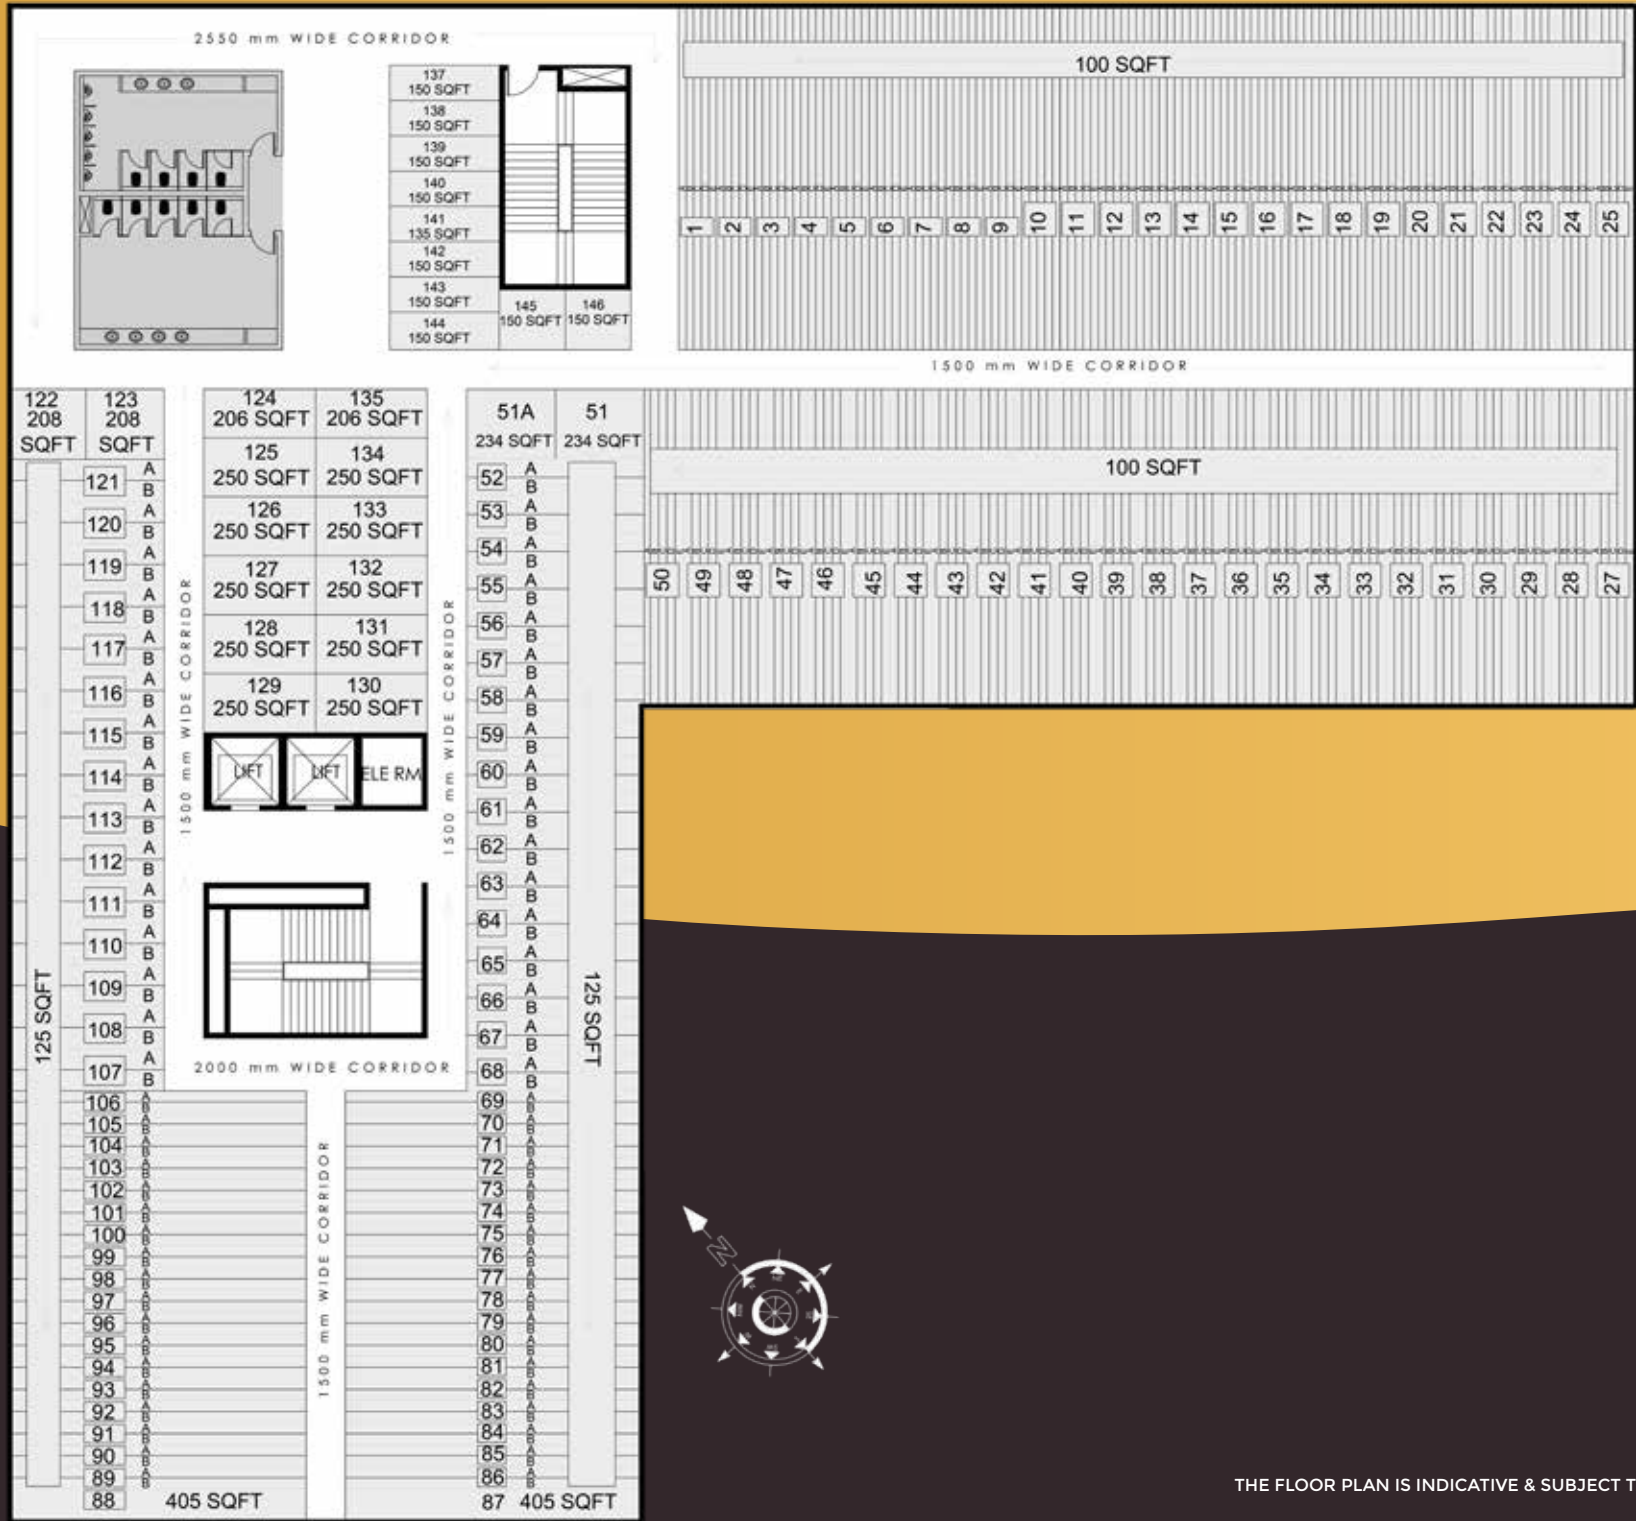 2550 mm WIDE CORRIDOR
100 SQFT
137
150 SQFT
138
150 SQFT
139
150 SQFT
140
150 SQFT
141
135 SQFT
142
150 SQFT
143
150 SQFT
144
150 SQFT
145
150 SQFT
146
150 SQFT
1 2 3 4 5 6 7 8 9 10 11 12 13 14 15 16 17 18 19 20 21 22 23 24 25
1500 mm WIDE CORRIDOR
122
208
SQFT
123
208
SQFT
124
206 SQFT
135
206 SQFT
125
250 SQFT
134
250 SQFT
126
250 SQFT
133
250 SQFT
127
250 SQFT
132
250 SQFT
128
250 SQFT
131
250 SQFT
129
250 SQFT
130
250 SQFT
LIFT LIFT ELE RM
51A
234 SQFT
51
234 SQFT
100 SQFT
50 49 48 47 46 45 44 43 42 41 40 39 38 37 36 35 34 33 32 31 30 29 28 27
121 A B
120 A B
119 A B
118 A B
117 A B
116 A B
115 A B
114 A B
113 A B
112 A B
111 A B
110 A B
109 A B
108 A B
107 A B
106 A B
105 A B
104 A B
103 A B
102 A B
101 A B
100 A B
99 A B
98 A B
97 A B
96 A B
95 A B
94 A B
93 A B
92 A B
91 A B
90 A B
89 A B
88 405 SQFT
125 SQFT
1500 mm WIDE CORRIDOR
1500 mm WIDE CORRIDOR
2000 mm WIDE CORRIDOR
1500 mm WIDE CORRIDOR
52 A B
53 A B
54 A B
55 A B
56 A B
57 A B
58 A B
59 A B
60 A B
61 A B
62 A B
63 A B
64 A B
65 A B
66 A B
67 A B
68 A B
69 A B
70 A B
71 A B
72 A B
73 A B
74 A B
75 A B
76 A B
77 A B
78 A B
79 A B
80 A B
81 A B
82 A B
83 A B
84 A B
85 A B
86 A B
87 405 SQFT
125 SQFT
N
THE FLOOR PLAN IS INDICATIVE & SUBJECT T